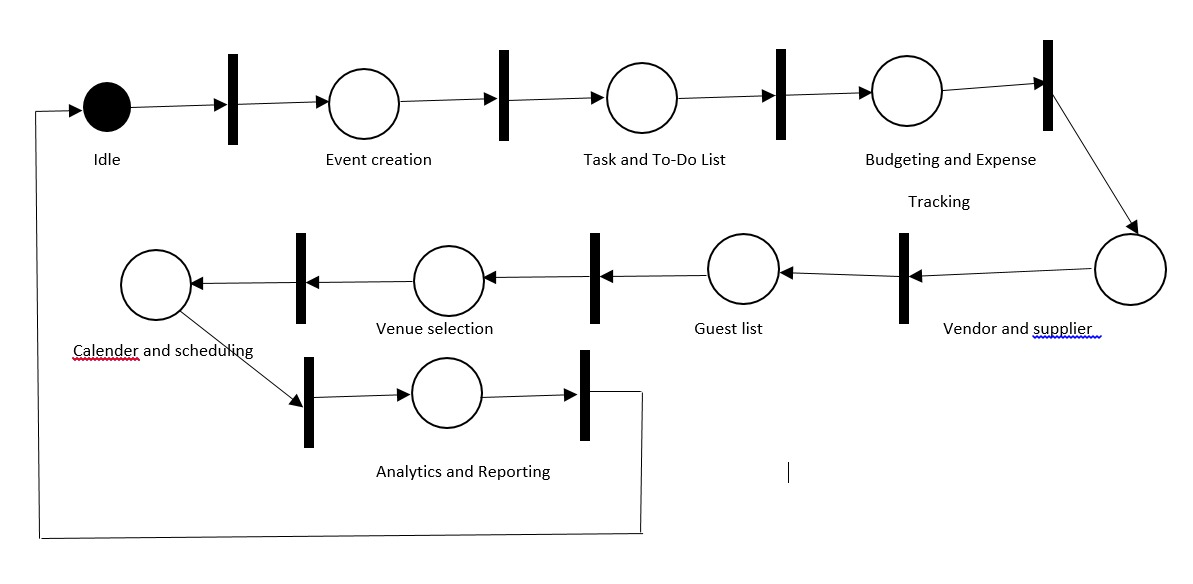 Idle
Event creation
Task and To-Do List
Budgeting and Expense
Tracking
Venue selection
Guest list
Vendor and supplier
Calender and scheduling
Analytics and Reporting